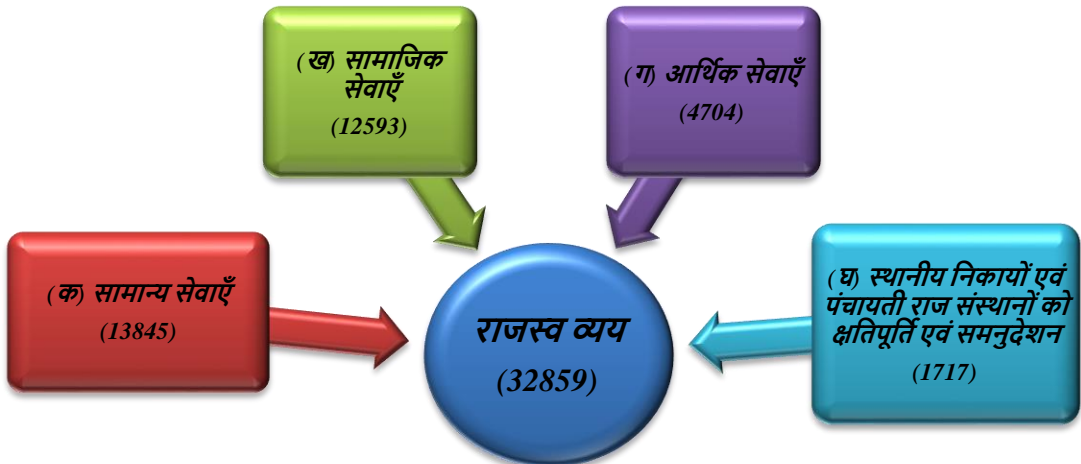 (ख) सामाजिक
सेवाएँ
(12593)
(ग) आर्थिक सेवाएँ
(4704)
(क) सामान्य सेवाएँ
(13845)
राजस्व व्यय
(32859)
(घ) स्थानीय निकायों एवं
पंचायती राज संस्थानों को
क्षतिपूर्ति एवं समनुदेशन
(1717)